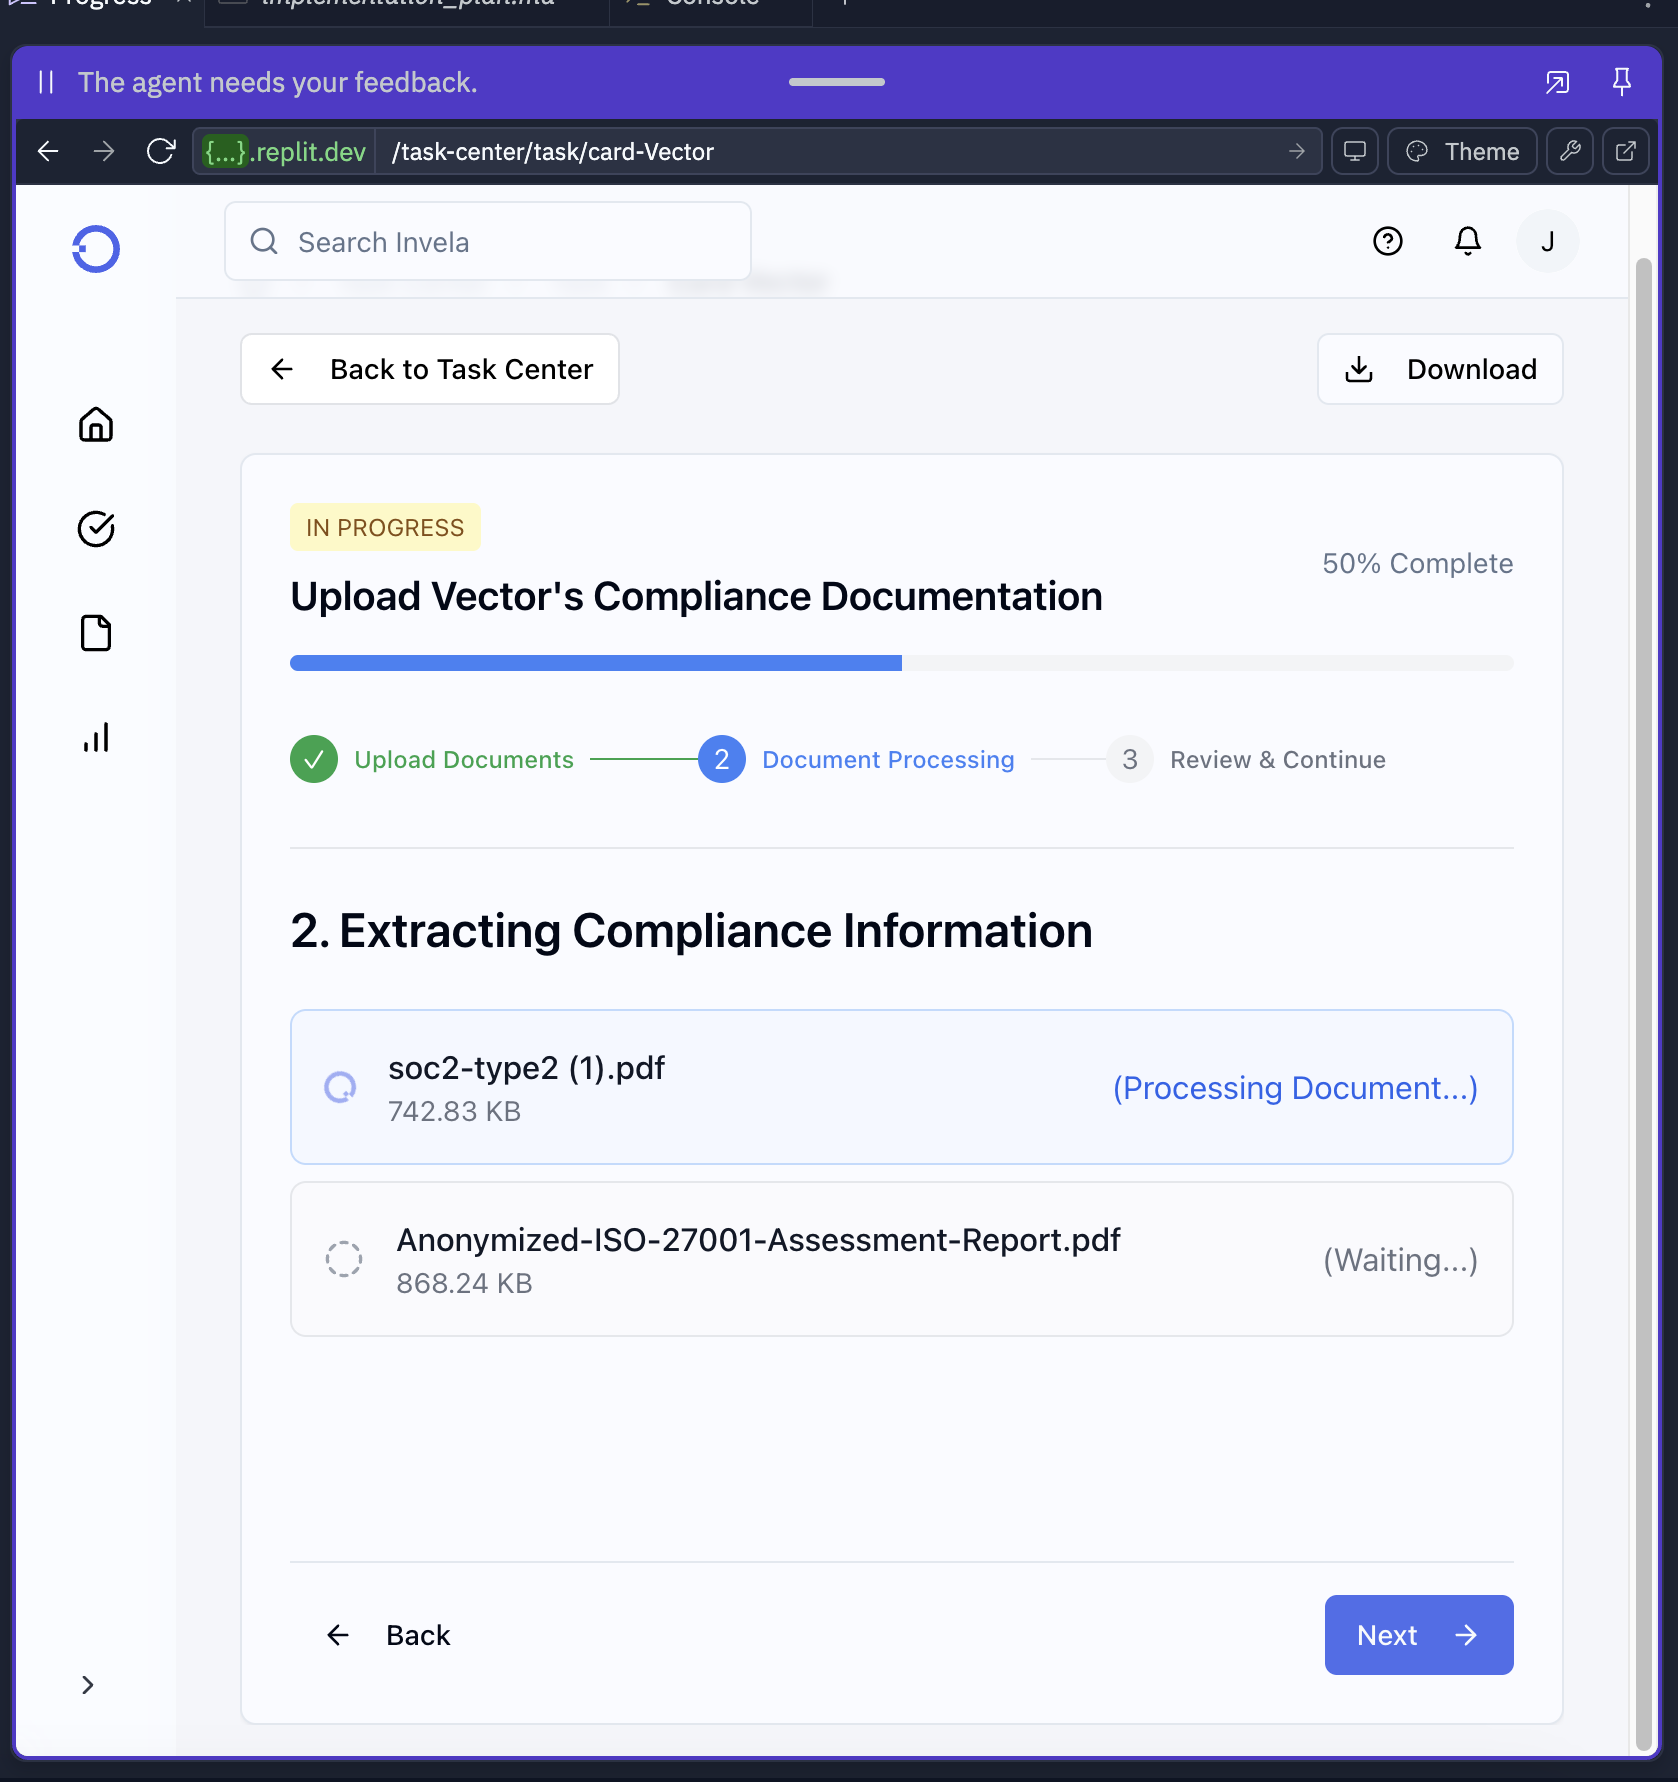 Progress
implementation_plan.md
Console
The agent needs your feedback.
{...}.replit.dev /task-center/task/card-Vector
Theme
Search Invela
J
Back to Task Center
Download
IN PROGRESS
50% Complete
Upload Vector's Compliance Documentation
Upload Documents
2 Document Processing
3 Review & Continue
2. Extracting Compliance Information
soc2-type2 (1).pdf
742.83 KB
(Processing Document...)
Anonymized-ISO-27001-Assessment-Report.pdf
868.24 KB
(Waiting...)
Back
Next